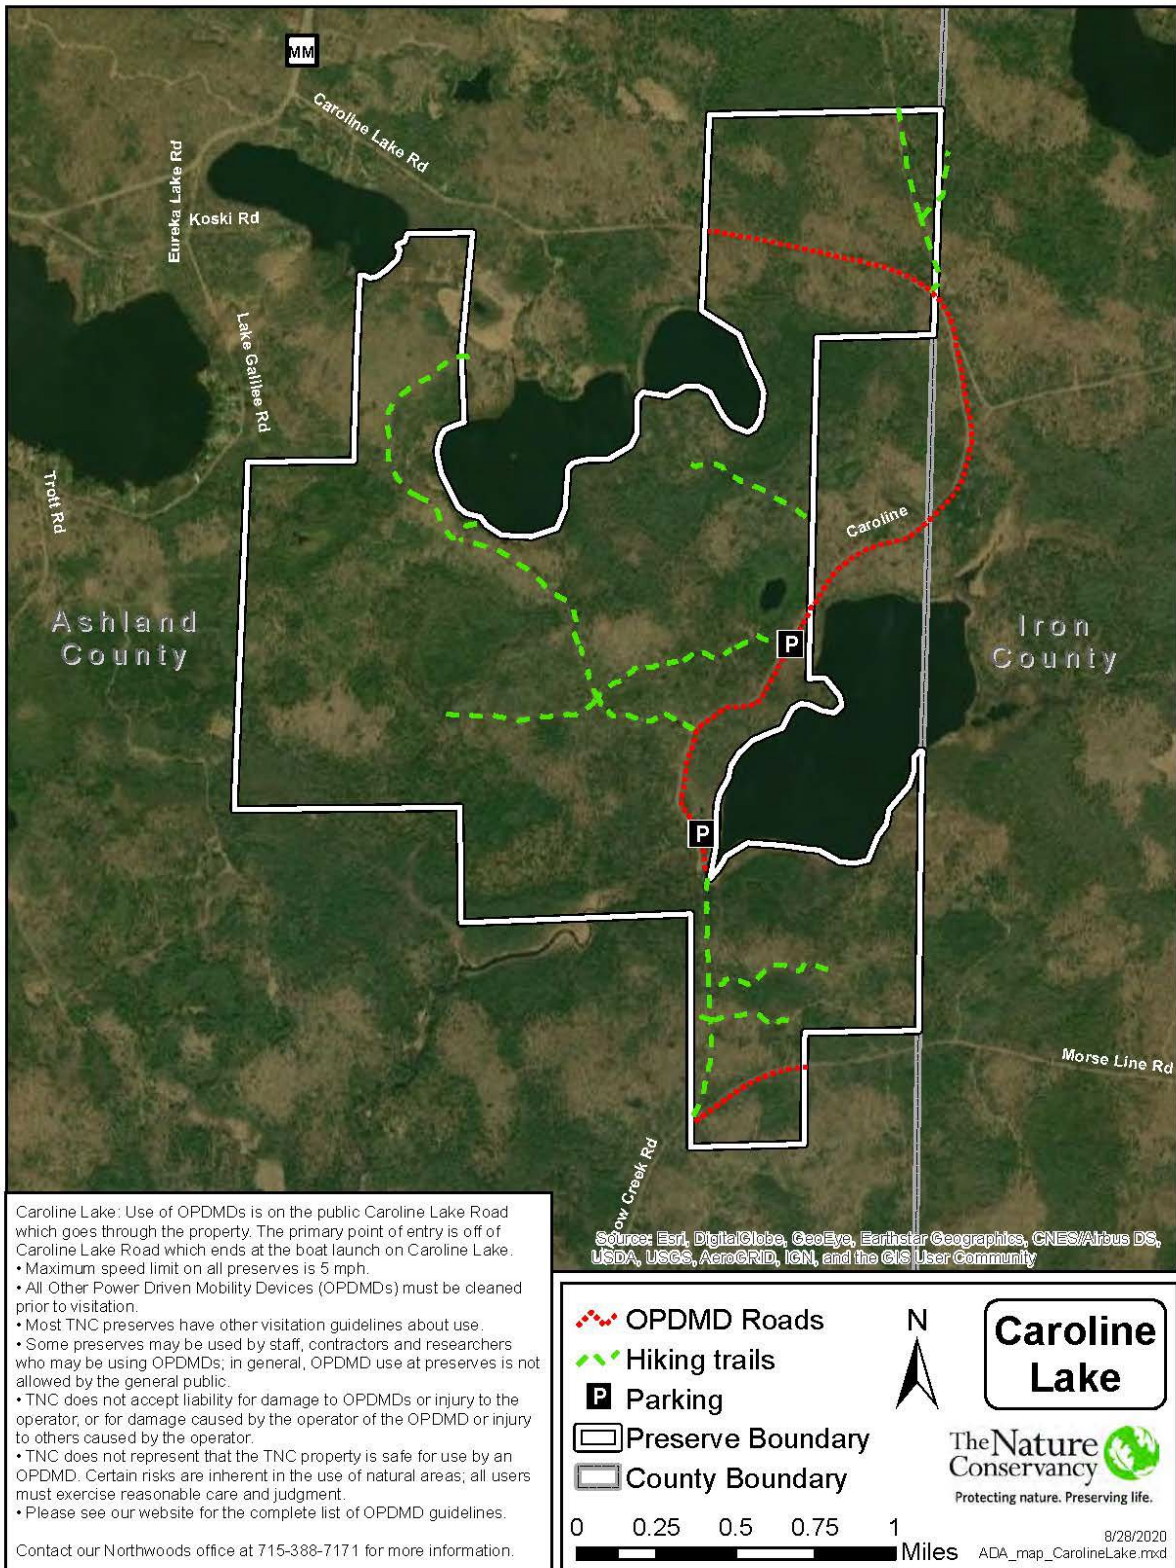 MM
Caroline Lake Rd
Eureka Lake Rd
Koski Rd
Lake Galilee Rd
Trott Rd
Caroline
Ashland
County
Iron
County
P
P
Morse Line Rd
Creek Rd
Source: Esri, DigitalGlobe, GeoEye, Earthstar Geographics, CNES/Airbus DS,
USDA, USGS, AeroGRID, IGN, and the GIS User Community
Caroline Lake: Use of OPDMDs is on the public Caroline Lake Road
which goes through the property. The primary point of entry is off of
Caroline Lake Road which ends at the boat launch on Caroline Lake.
• Maximum speed limit on all preserves is 5 mph.
• All Other Power Driven Mobility Devices (OPDMDs) must be cleaned
prior to visitation.
• Most TNC preserves have other visitation guidelines about use.
• Some preserves may be used by staff, contractors and researchers
who may be using OPDMDs; in general, OPDMD use at preserves is not
allowed by the general public.
• TNC does not accept liability for damage to OPDMDs or injury to the
operator, or for damage caused by the operator of the OPDMD or injury
to others caused by the operator.
• TNC does not represent that the TNC property is safe for use by an
OPDMD. Certain risks are inherent in the use of natural areas; all users
must exercise reasonable care and judgment.
• Please see our website for the complete list of OPDMD guidelines.
Contact our Northwoods office at 715-388-7171 for more information.
OPDMD Roads
Hiking trails
P Parking
Preserve Boundary
County Boundary
0 0.25 0.5 0.75 1
Miles
N
Caroline
Lake
The Nature
Conservancy
Protecting nature. Preserving life.
8/28/2020
ADA_map_CarolineLake.mxd